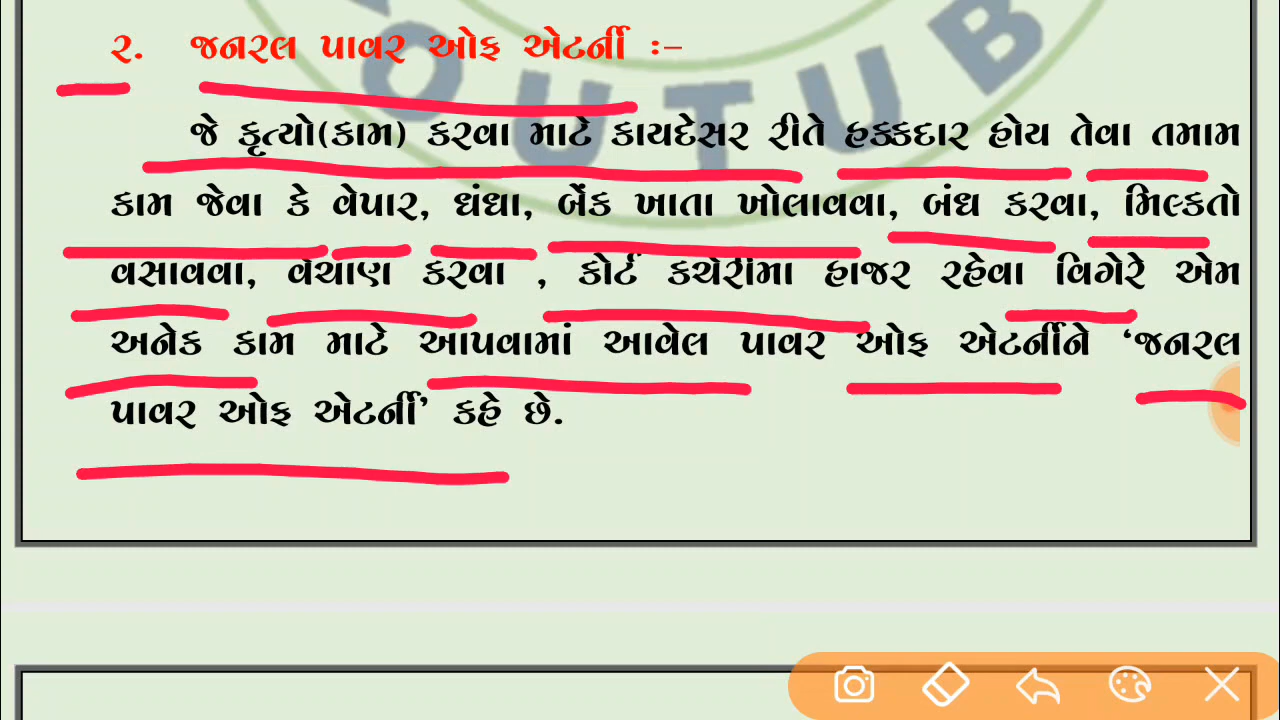 ૨. જનરલ પાવર ઓફ એટર્ની :-
જે કૃત્યો(કામ) કરવા માટે કાયદેસર રીતે હક્કદાર હોય તેવા તમામ
કામ જેવા કે વેપાર, ધંધા, બેંક ખાતા ખોલાવવા, બંધ કરવા, મિલ્કતો
વસાવવા, વેચાણ કરવા , કોર્ટ કચેરીમા હાજર રહેવા વિગેરે એમ
અનેક કામ માટે આપવામાં આવેલ પાવર ઓફ એટર્નીને ‘જનરલ
પાવર ઓફ એટર્ની’ કહે છે.
OUTUB